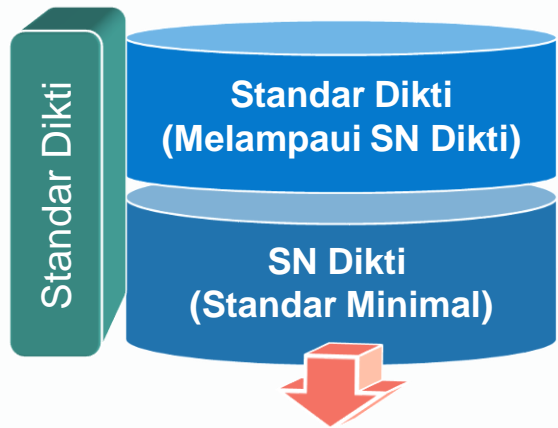 Standar Dikti
Standar Dikti
(Melampaui SN Dikti)
SN Dikti
(Standar Minimal)